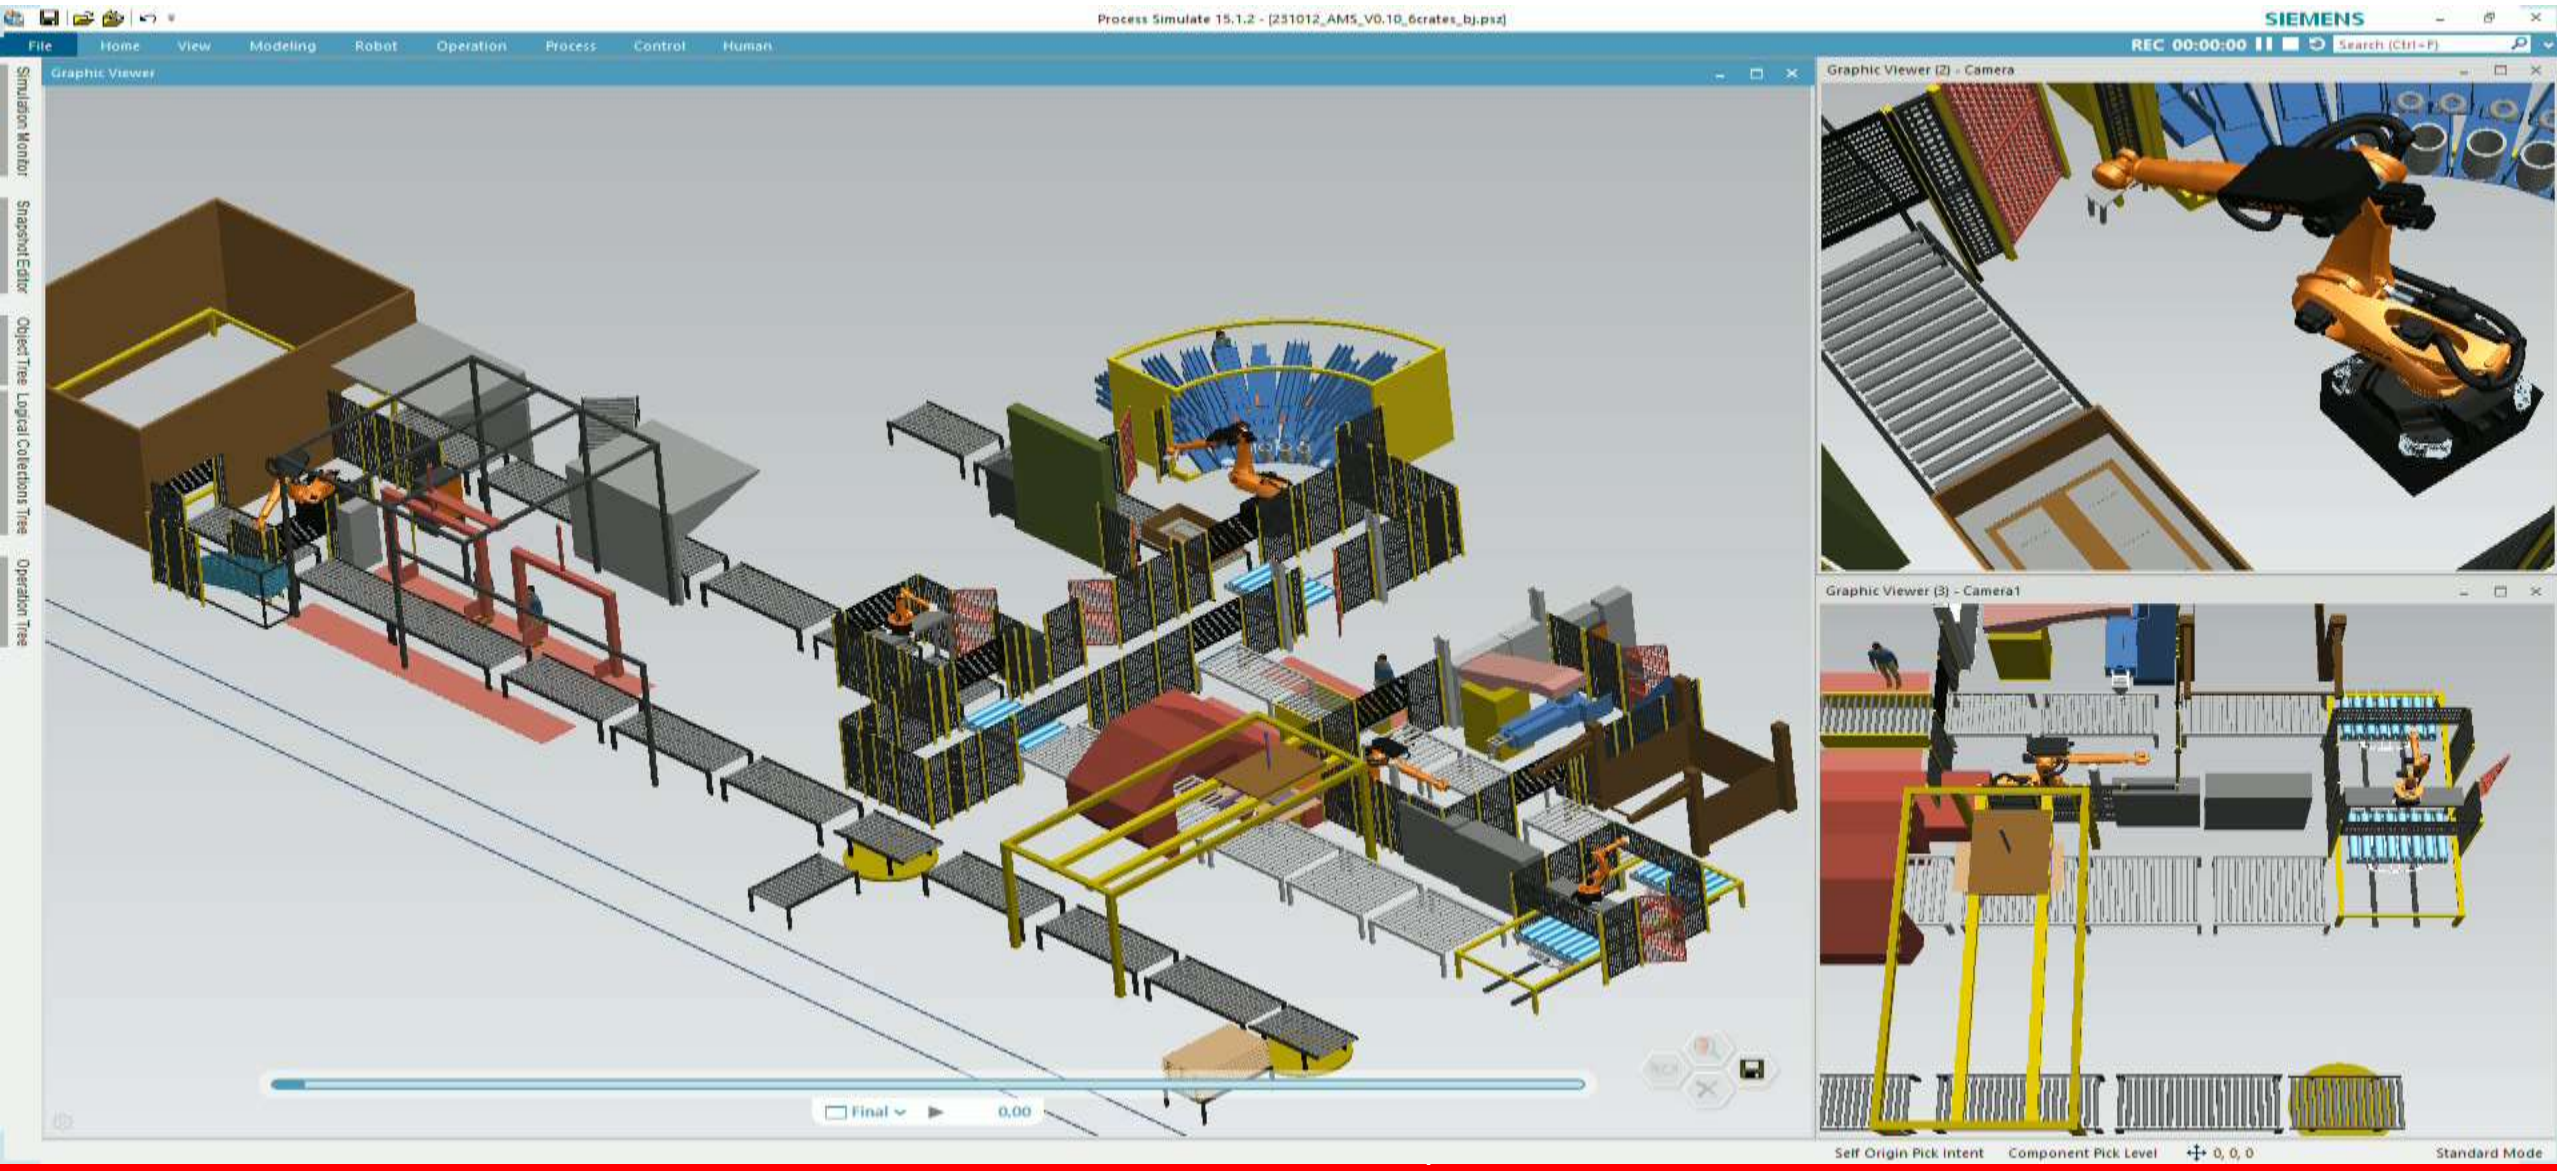 Process Simulate 15.1.2 - [231012_AMS_V0.10_6crates_bj.psz]
SIEMENS
File Home View Modeling Robot Operation Process Control Human
REC 00:00:00
Search (Ctrl+F)
Graphic Viewer
Graphic Viewer (2) - Camera
Graphic Viewer (3) - Camera1
Simulation Monitor
Snapshot Editor
Object Tree
Logical Collections Tree
Operation Tree
Final
0,00
Self Origin Pick Intent Component Pick Level 0, 0, 0 Standard Mode